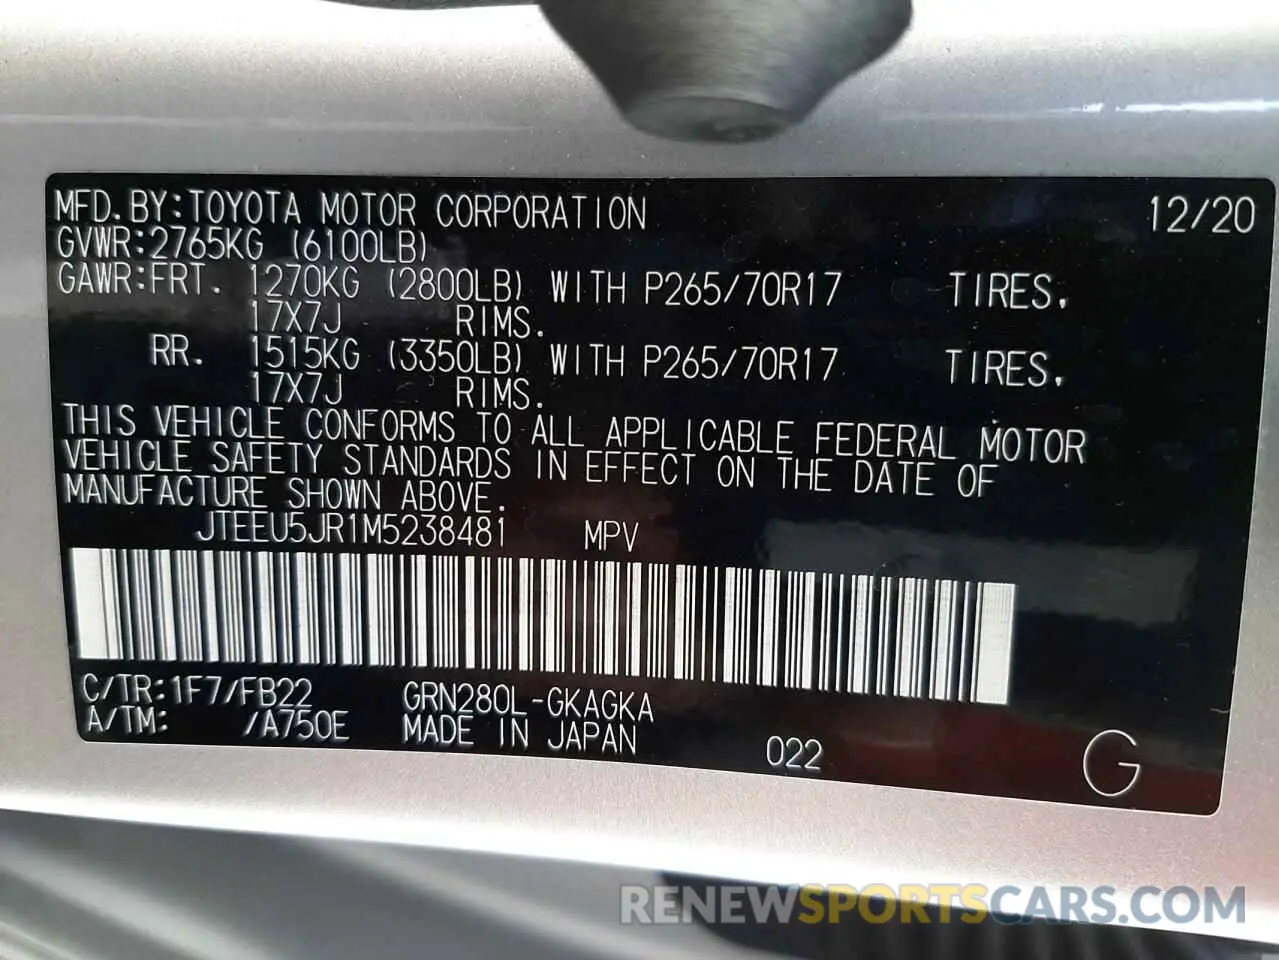 MFD.BY:TOYOTA MOTOR CORPORATION 12/20
GVWR:2765KG (6100LB)
GAWR:FRT. 1270KG (2800LB) WITH P265/70R17 TIRES,
17X7J RIMS.
RR. 1515KG (3350LB) WITH P265/70R17 TIRES,
17X7J RIMS.
THIS VEHICLE CONFORMS TO ALL APPLICABLE FEDERAL MOTOR
VEHICLE SAFETY STANDARDS IN EFFECT ON THE DATE OF
MANUFACTURE SHOWN ABOVE.
JTEEU5JR1M5238481 MPV
C/TR:1F7/FB22 GRN280L-GKAGKA
A/TM: /A750E MADE IN JAPAN 022 G
RENEWSPORTSCARS.COM